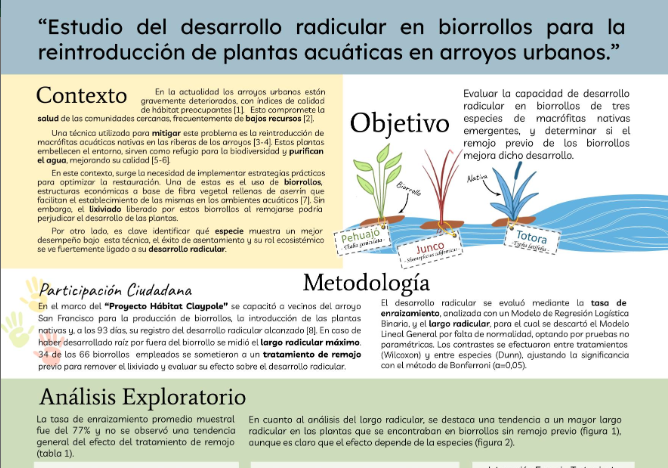 “Estudio del desarrollo radicular en biorrollos para la
reintroducción de plantas acuáticas en arroyos urbanos.”
Contexto
En la actualidad los arroyos urbanos están
gravemente deteriorados, con índices de calidad
de hábitat preocupantes [1]. Esto compromete la
salud de las comunidades cercanas, frecuentemente de bajos recursos [2].
Una técnica utilizada para mitigar este problema es la reintroducción de
macrófitas acuáticas nativas en las riberas de los arroyos [3-4]. Estas plantas
embellecen el entorno, sirven como refugio para la biodiversidad y purifican
el agua, mejorando su calidad [5-6].
En este contexto, surge la necesidad de implementar estrategias prácticas
para optimizar la restauración. Una de estas es el uso de biorrollos,
estructuras económicas a base de fibra vegetal rellenos de aserrín que
facilitan el establecimiento de las mismas en los ambientes acuáticos [7]. Sin
embargo, el lixiviado liberado por estos biorrollos al remojarse podría
perjudicar el desarrollo de las plantas.
Por otro lado, es clave identificar qué especie muestra un mejor
desempeño bajo esta técnica, el éxito de asentamiento y su rol ecosistémico
se ve fuertemente ligado a su desarrollo radicular.
Objetivo
Evaluar la capacidad de desarrollo
radicular en biorrollos de tres
especies de macrófitas nativas
emergentes, y determinar si el
remojo previo de los biorrollos
mejora dicho desarrollo.
Biorrollo
Nativa
Pehuajo
Junco
Totora
Participación Ciudadana
En el marco del “Proyecto Hábitat Claypole” se capacitó a vecinos del arroyo
San Francisco para la producción de biorrollos, la introducción de las plantas
nativas y, a los 93 días, su registro del desarrollo radicular alcanzado [8]. En caso de
haber desarrollado raíz por fuera del biorrollo se midió el largo radicular máximo.
34 de los 66 biorrollos empleados se sometieron a un tratamiento de remojo
previo para remover el lixiviado y evaluar su efecto sobre el desarrollo radicular.
Metodología
El desarrollo radicular se evaluó mediante la tasa de
enraizamiento, analizada con un Modelo de Regresión Logística
Binaria, y el largo radicular, para el cual se descartó el Modelo
Lineal General por falta de normalidad, optando por pruebas no
paramétricas. Los contrastes se efectuaron entre tratamientos
(Wilcoxon) y entre especies (Dunn), ajustando la significancia
con el método de Bonferroni (α=0,05).
Análisis Exploratorio
La tasa de enraizamiento promedio muestral
fue del 77% y no se observó una tendencia
general del efecto del tratamiento de remojo
(tabla 1).
En cuanto al análisis del largo radicular, se destaca una tendencia a un mayor largo
radicular en las plantas que se encontraban en biorrollos sin remojo previo (figura 1),
aunque es claro que el efecto depende de la especies (figura 2).